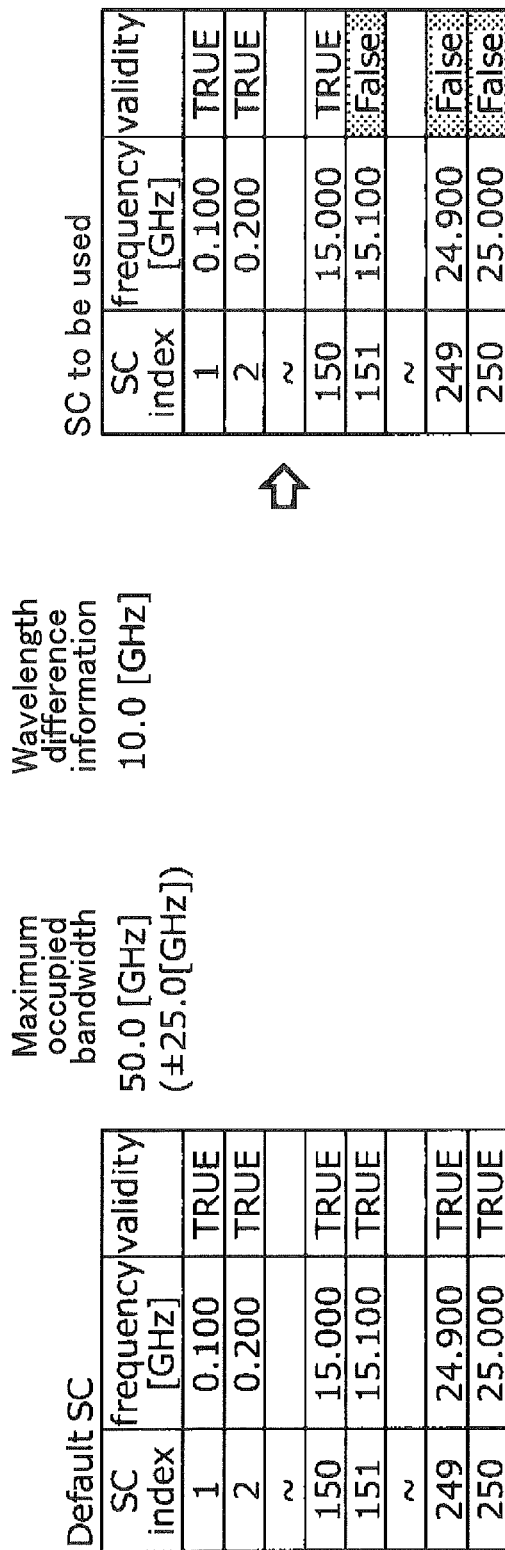 Default SC
SC index | frequency [GHz] | validity
1 | 0.100 | TRUE
2 | 0.200 | TRUE
~
150 | 15.000 | TRUE
151 | 15.100 | TRUE
~
249 | 24.900 | TRUE
250 | 25.000 | TRUE
Maximum
occupied
bandwidth
50.0 [GHz]
(±25.0[GHz])
Wavelength
difference
information
10.0 [GHz]
SC to be used
SC index | frequency [GHz] | validity
1 | 0.100 | TRUE
2 | 0.200 | TRUE
~
150 | 15.000 | TRUE
151 | 15.100 | False
~
249 | 24.900 | False
250 | 25.000 | False